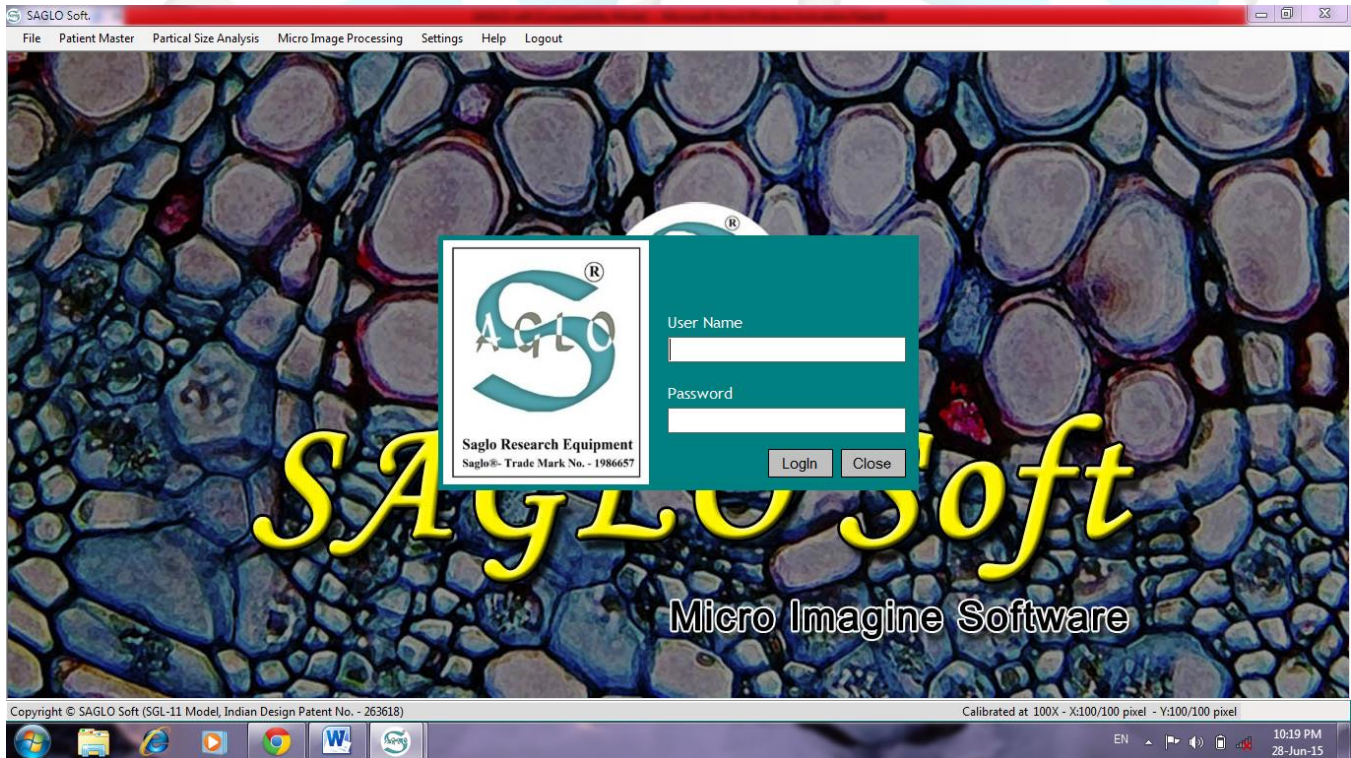 SAGLO Soft.
File Patient Master Partical Size Analysis Micro Image Processing Settings Help Logout
®
®
SAGLO
Saglo Research Equipment
Saglo®- Trade Mark No. - 1986657
User Name
Password
LogIn Close
SAGLO Soft
Micro Imagine Software
Copyright © SAGLO Soft (SGL-11 Model, Indian Design Patent No. - 263618) Calibrated at 100X - X:100/100 pixel - Y:100/100 pixel
EN 10:19 PM
28-Jun-15